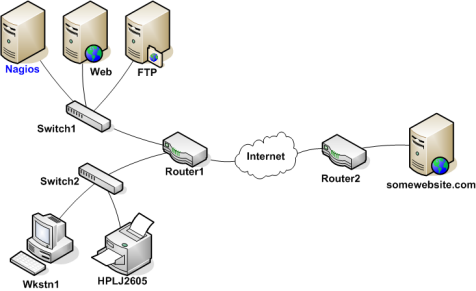 Nagios
Web
FTP
Switch1
Router1
Internet
Router2
somewebsite.com
Switch2
Wkstn1
HPLJ2605